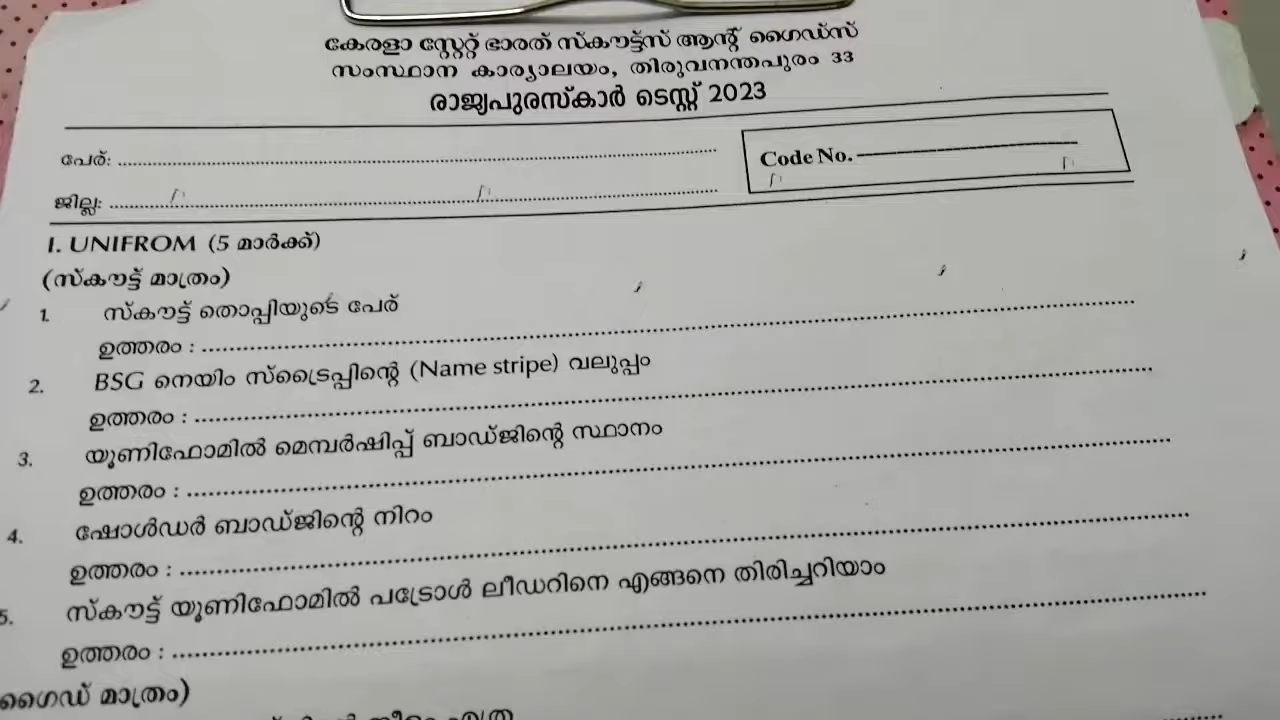 കേരളാ സ്റ്റേറ്റ് ഭാരത് സ്കൗട്ട്സ് ആന്റ് ഗൈഡ്സ്
സംസ്ഥാന കാര്യാലയം, തിരുവനന്തപുരം 33
രാജ്യപുരസ്കാർ ടെസ്റ്റ് 2023
പേര്:
Code No.
ജില്ല:
I. UNIFROM (5 മാർക്ക്)
(സ്കൗട്ട് മാത്രം)
1. സ്കൗട്ട് തൊപ്പിയുടെ പേര്
ഉത്തരം :
2. BSG നെയിം സ്ട്രൈപ്പിന്റെ (Name stripe) വലുപ്പം
ഉത്തരം :
3. യൂണിഫോമിൽ മെമ്പർഷിപ്പ് ബാഡ്ജിന്റെ സ്ഥാനം
ഉത്തരം :
4. ഷോൾഡർ ബാഡ്ജിന്റെ നിറം
ഉത്തരം :
5. സ്കൗട്ട് യൂണിഫോമിൽ പട്രോൾ ലീഡറിനെ എങ്ങനെ തിരിച്ചറിയാം
ഉത്തരം :
ഗൈഡ് മാത്രം)